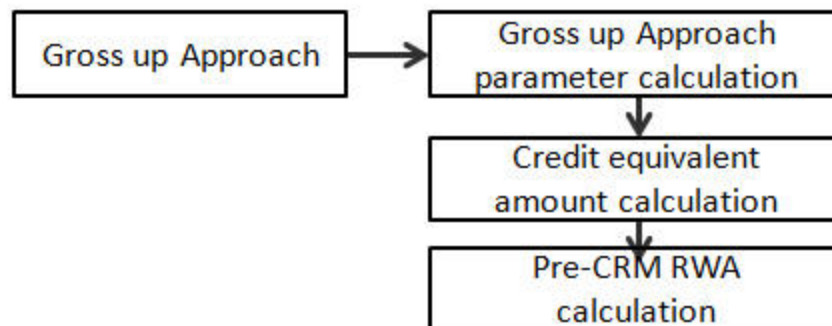 Gross up Approach
Gross up Approach
parameter calculation
Credit equivalent
amount calculation
Pre-CRM RWA
calculation